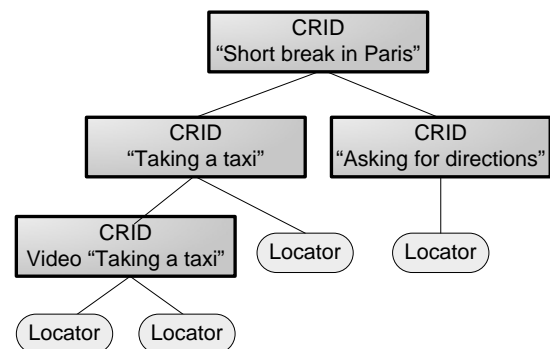 CRID
“Short break in Paris”
CRID
“Taking a taxi”
CRID
“Asking for directions”
CRID
Video “Taking a taxi”
Locator
Locator
Locator
Locator